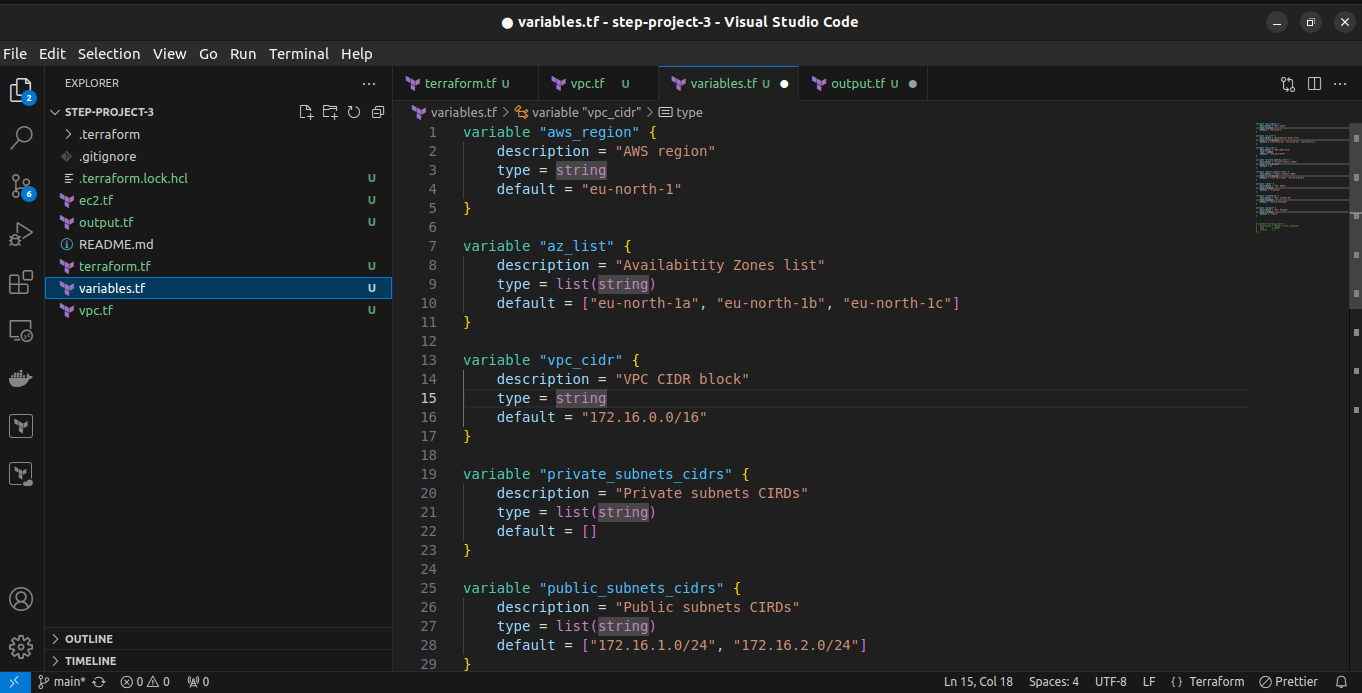 ● variables.tf - step-project-3 - Visual Studio Code
File Edit Selection View Go Run Terminal Help
EXPLORER
STEP-PROJECT-3
.terraform
.gitignore
.terraform.lock.hcl U
ec2.tf U
output.tf U
README.md
terraform.tf U
variables.tf U
vpc.tf U
OUTLINE
TIMELINE
2
6
terraform.tf U vpc.tf U variables.tf U ● output.tf U ●
variables.tf > variable "vpc_cidr" > type
1 variable "aws_region" {
2 description = "AWS region"
3 type = string
4 default = "eu-north-1"
5 }
6
7 variable "az_list" {
8 description = "Availabitity Zones list"
9 type = list(string)
10 default = ["eu-north-1a", "eu-north-1b", "eu-north-1c"]
11 }
12
13 variable "vpc_cidr" {
14 description = "VPC CIDR block"
15 type = string
16 default = "172.16.0.0/16"
17 }
18
19 variable "private_subnets_cidrs" {
20 description = "Private subnets CIRDs"
21 type = list(string)
22 default = []
23 }
24
25 variable "public_subnets_cidrs" {
26 description = "Public subnets CIRDs"
27 type = list(string)
28 default = ["172.16.1.0/24", "172.16.2.0/24"]
29 }
main* 0 0 0 Ln 15, Col 18 Spaces: 4 UTF-8 LF {} Terraform Prettier